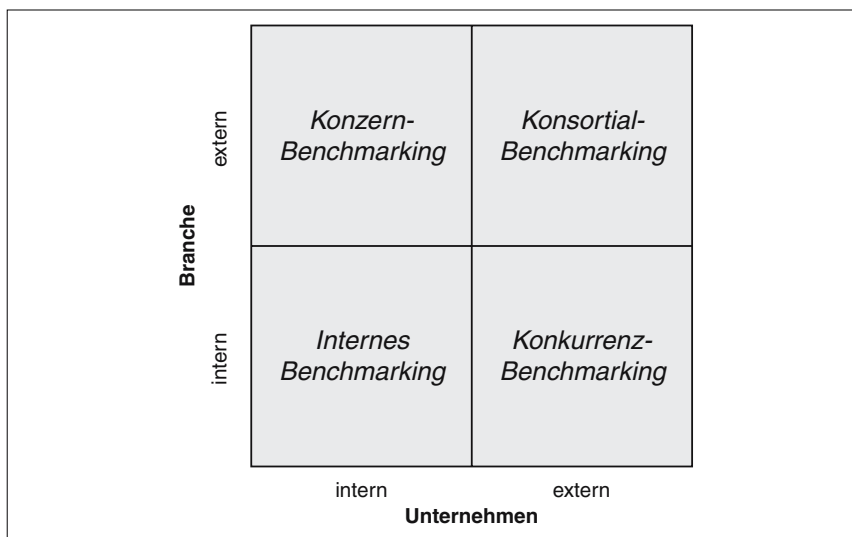 extern
Konzern-
Benchmarking
Konsortial-
Benchmarking
Branche
intern
Internes
Benchmarking
Konkurrenz-
Benchmarking
intern
extern
Unternehmen